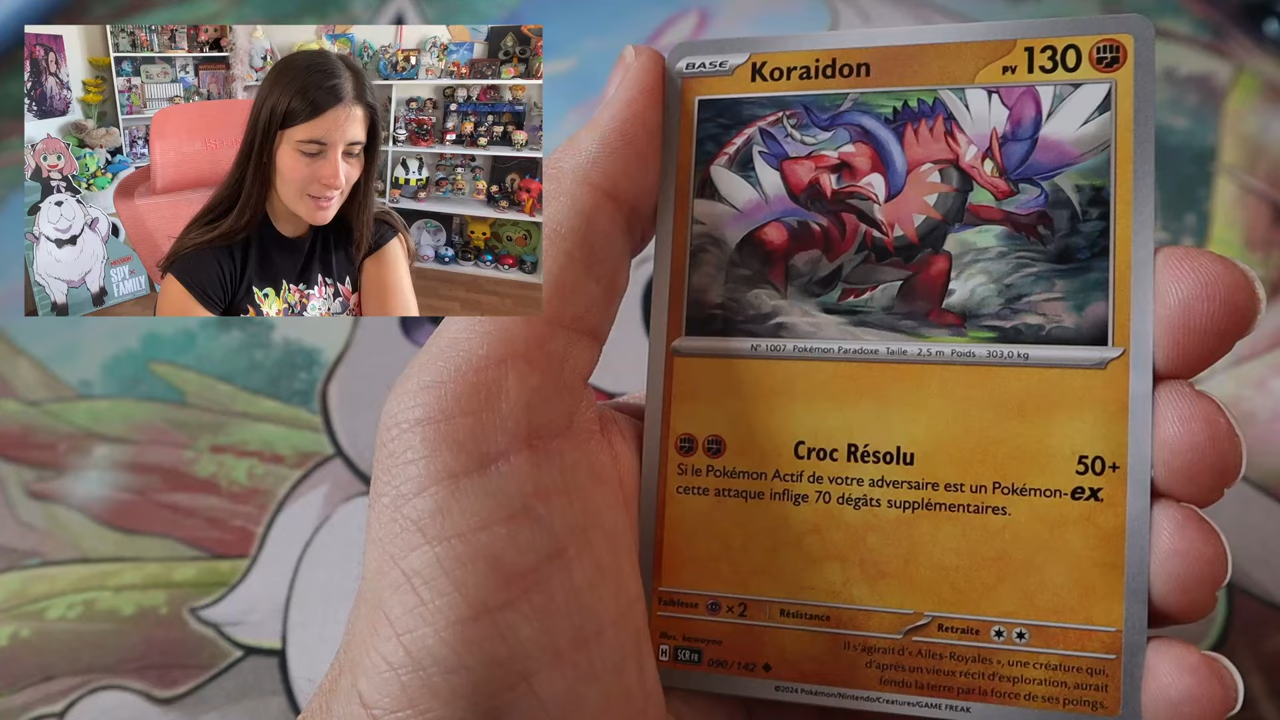 MISSION
SPY×
FAMILY
BASE Koraidon PV 130
N° 1007 Pokémon Paradoxe Taille : 2,5 m Poids : 303,0 kg
Croc Résolu 50+
Si le Pokémon Actif de votre adversaire est un Pokémon-ex,
cette attaque inflige 70 dégâts supplémentaires.
Faiblesse ×2 Résistance Retraite
Illus. kawayoo
H SCR FR 090/142
Il s'agirait d'« Ailes-Royales », une créature qui,
d'après un vieux récit d'exploration, aurait
fendu la terre par la force de ses poings.
©2024 Pokémon/Nintendo/Creatures/GAME FREAK